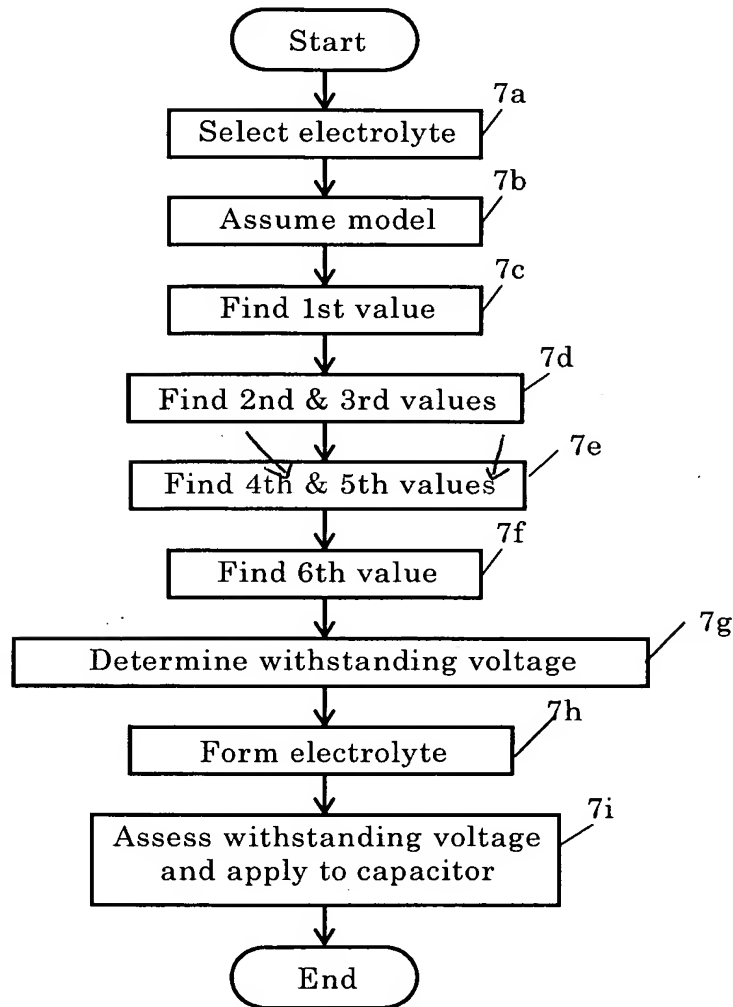 Start
7a
Select electrolyte
7b
Assume model
7c
Find 1st value
7d
Find 2nd & 3rd values
7e
Find 4th & 5th values
7f
Find 6th value
7g
Determine withstanding voltage
7h
Form electrolyte
7i
Assess withstanding voltage
and apply to capacitor
End